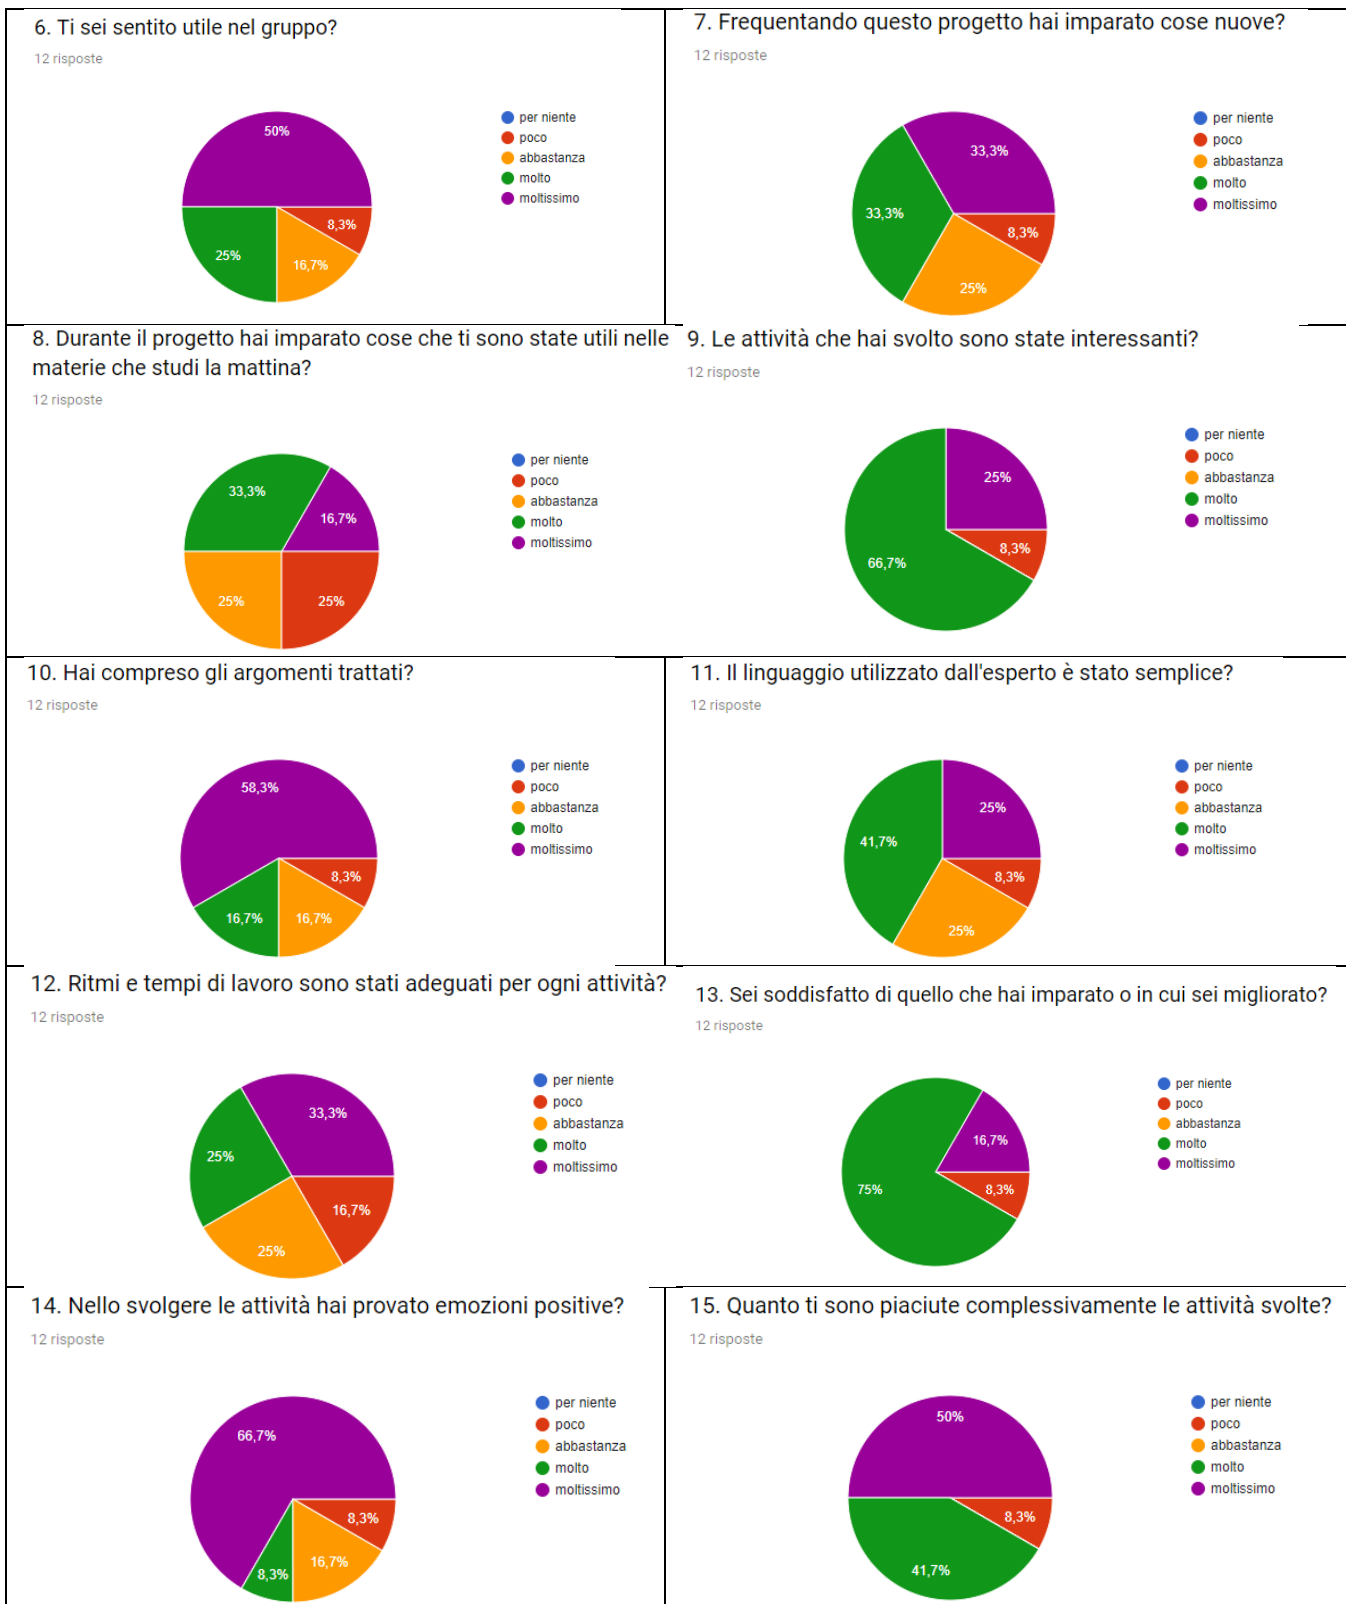 6. Ti sei sentito utile nel gruppo?
12 risposte
50%
25%
16,7%
8,3%
per niente
poco
abbastanza
molto
moltissimo
7. Frequentando questo progetto hai imparato cose nuove?
12 risposte
33,3%
33,3%
8,3%
25%
per niente
poco
abbastanza
molto
moltissimo
8. Durante il progetto hai imparato cose che ti sono state utili nelle
materie che studi la mattina?
12 risposte
33,3%
16,7%
25%
25%
per niente
poco
abbastanza
molto
moltissimo
9. Le attività che hai svolto sono state interessanti?
12 risposte
25%
8,3%
66,7%
per niente
poco
abbastanza
molto
moltissimo
10. Hai compreso gli argomenti trattati?
12 risposte
58,3%
8,3%
16,7%
16,7%
per niente
poco
abbastanza
molto
moltissimo
11. Il linguaggio utilizzato dall'esperto è stato semplice?
12 risposte
25%
41,7%
8,3%
25%
per niente
poco
abbastanza
molto
moltissimo
12. Ritmi e tempi di lavoro sono stati adeguati per ogni attività?
12 risposte
33,3%
25%
16,7%
25%
per niente
poco
abbastanza
molto
moltissimo
13. Sei soddisfatto di quello che hai imparato o in cui sei migliorato?
12 risposte
16,7%
75%
8,3%
per niente
poco
abbastanza
molto
moltissimo
14. Nello svolgere le attività hai provato emozioni positive?
12 risposte
66,7%
8,3%
16,7%
8,3%
per niente
poco
abbastanza
molto
moltissimo
15. Quanto ti sono piaciute complessivamente le attività svolte?
12 risposte
50%
8,3%
41,7%
per niente
poco
abbastanza
molto
moltissimo